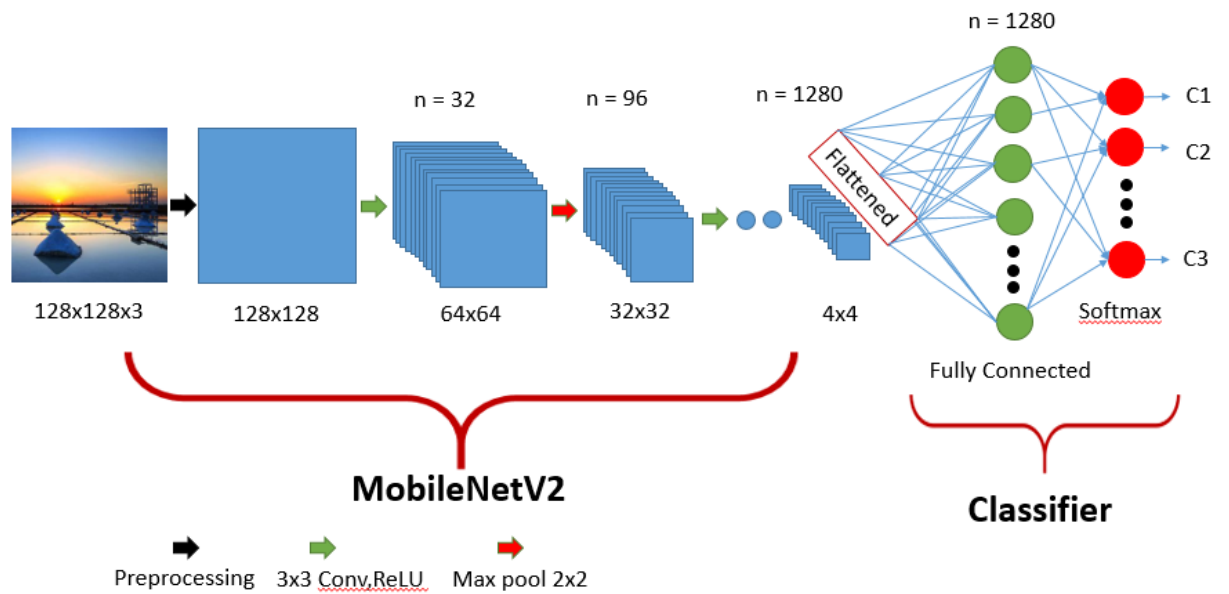 n = 1280
n = 32
n = 96
n = 1280
Flattened
C1
C2
C3
128x128x3
128x128
64x64
32x32
4x4
Softmax
Fully Connected
MobileNetV2
Classifier
Preprocessing
3x3 Conv,ReLU
Max pool 2x2